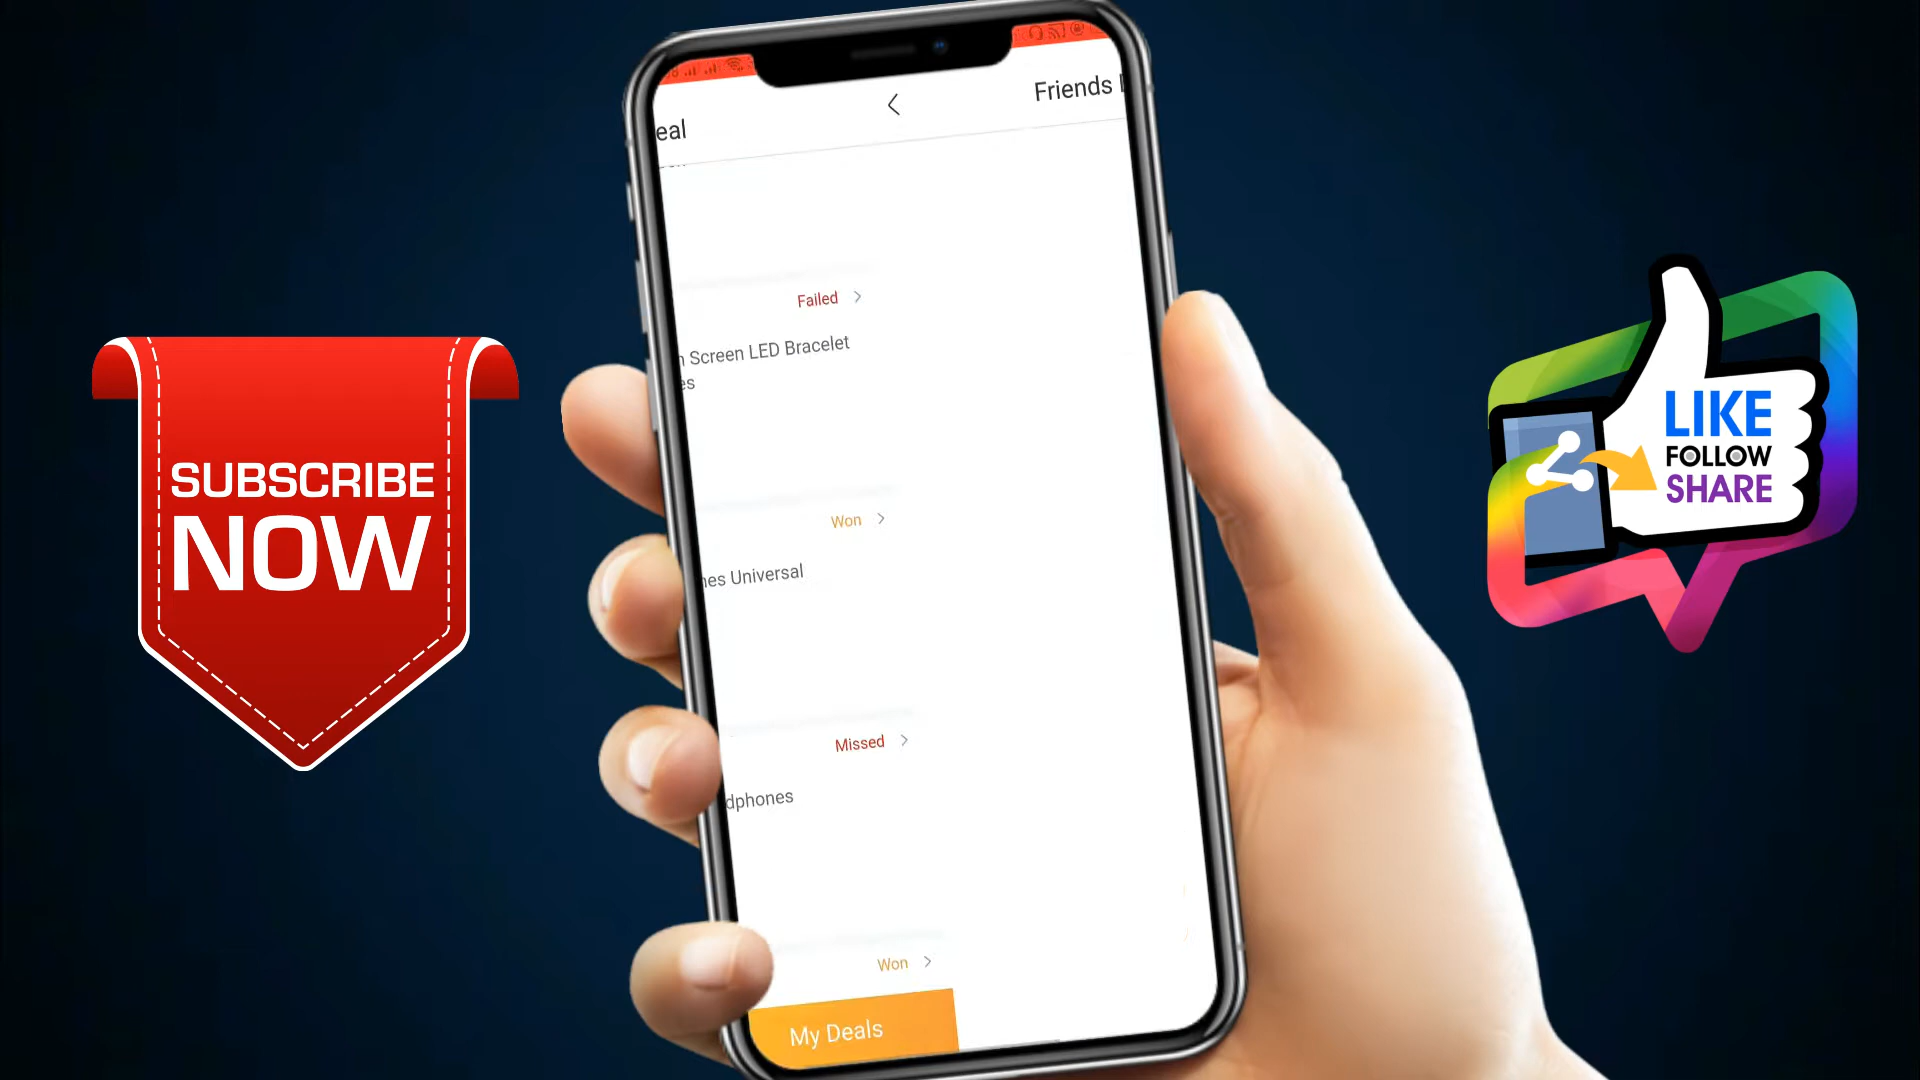 SUBSCRIBE
NOW
eal
Friends
Failed
Screen LED Bracelet
es
Won
nes Universal
Missed
dphones
Won
My Deals
LIKE
FOLLOW
SHARE